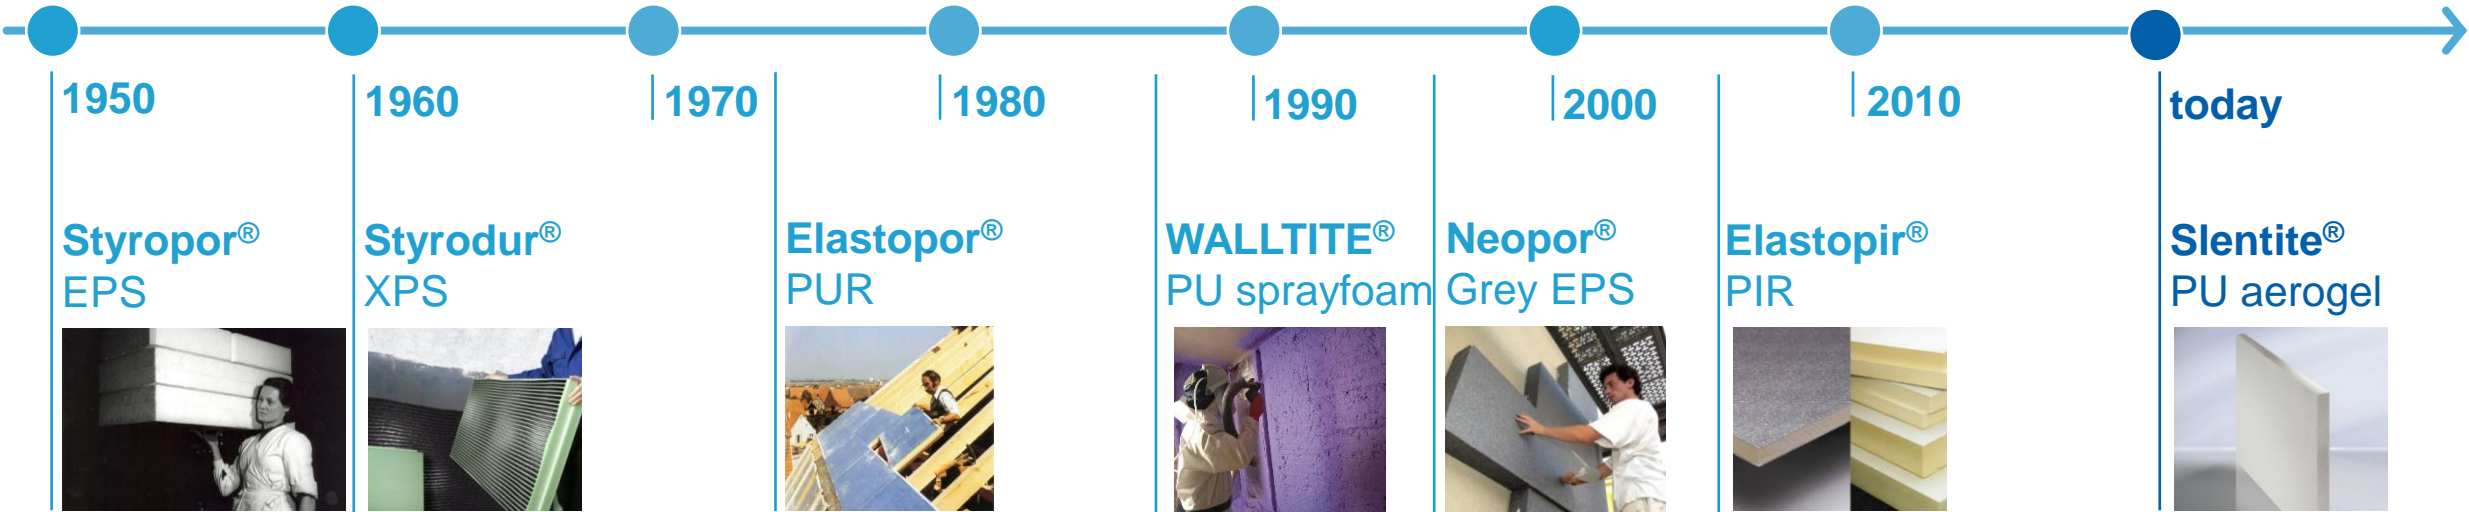 1950
1960
1970
1980
1990
2000
2010
today
Styropor®
EPS
Styrodur®
XPS
Elastopor®
PUR
WALLTITE®
PU sprayfoam
Neopor®
Grey EPS
Elastopir®
PIR
Slentite®
PU aerogel